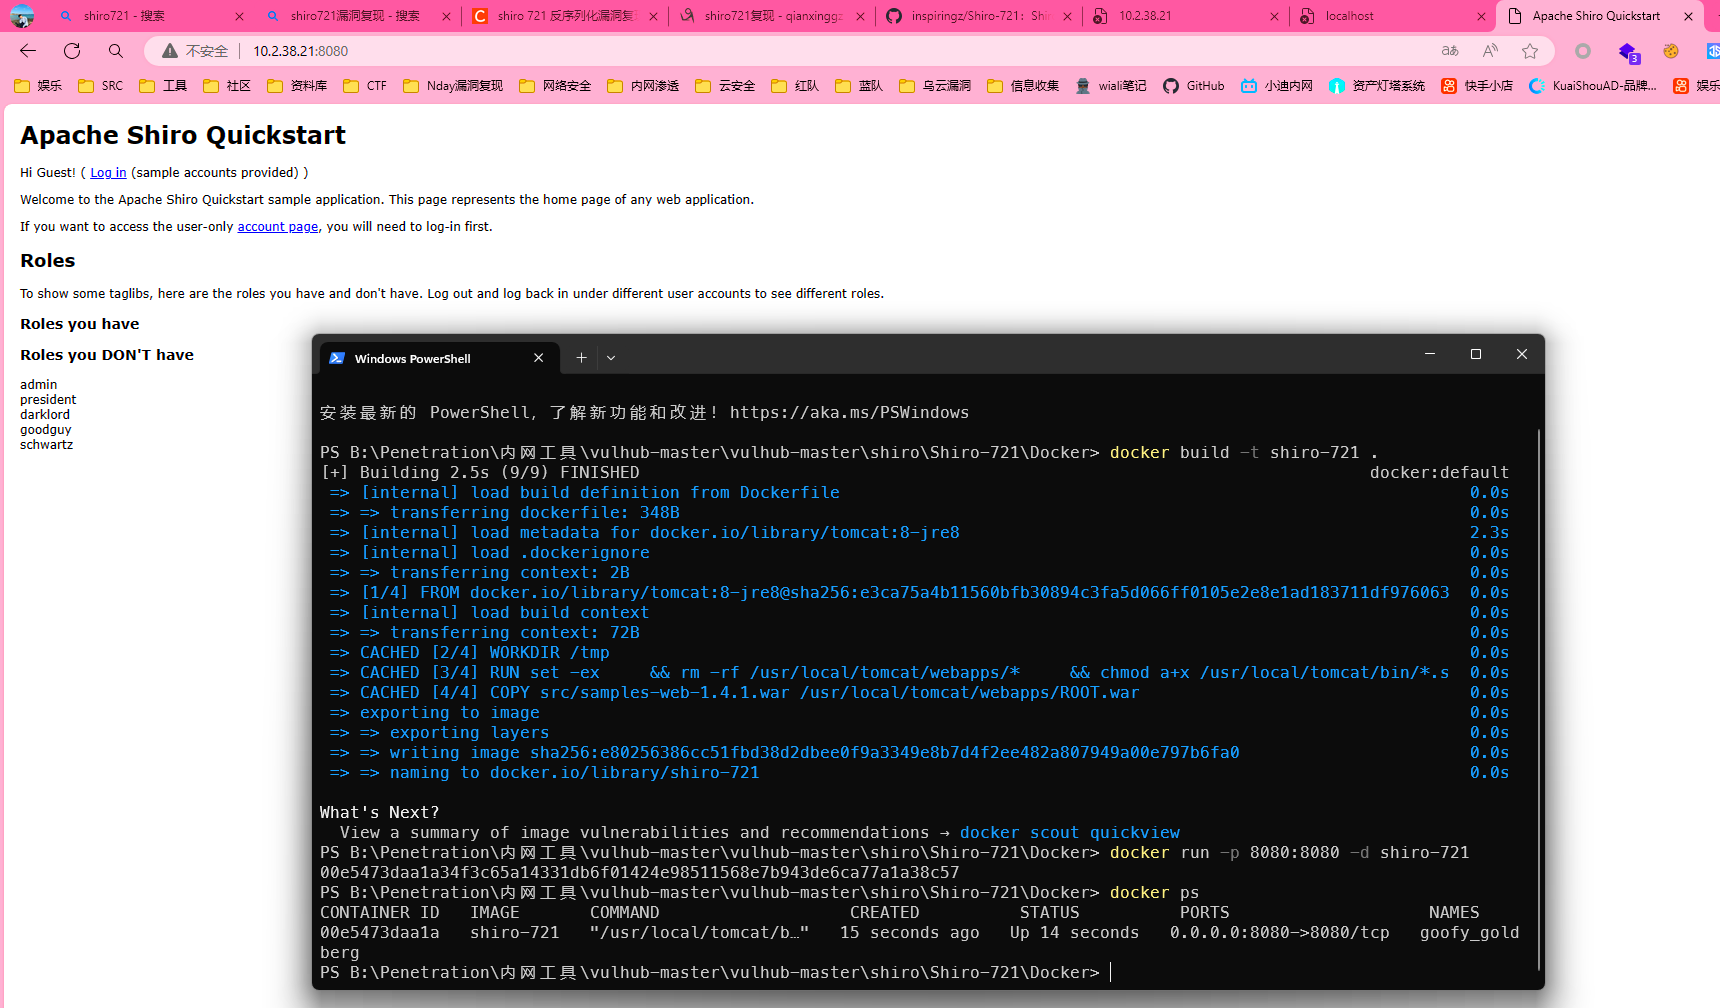 shiro721 - 搜索
shiro721漏洞复现 - 搜索
shiro 721 反序列化漏洞复
shiro721复现 - qianxinggz
inspiringz/Shiro-721: Shir
10.2.38.21
localhost
Apache Shiro Quickstart
不安全 10.2.38.21:8080
娱乐 SRC 工具 社区 资料库 CTF Nday漏洞复现 网络安全 内网渗透 云安全 红队 蓝队 乌云漏洞 信息收集 wiali笔记 GitHub 小迪内网 资产灯塔系统 快手小店 KuaiShouAD-品牌... 娱乐
Apache Shiro Quickstart
Hi Guest! ( Log in (sample accounts provided) )
Welcome to the Apache Shiro Quickstart sample application. This page represents the home page of any web application.
If you want to access the user-only account page, you will need to log-in first.
Roles
To show some taglibs, here are the roles you have and don't have. Log out and log back in under different user accounts to see different roles.
Roles you have
Roles you DON'T have
admin
president
darklord
goodguy
schwartz
Windows PowerShell
安装最新的 PowerShell，了解新功能和改进！https://aka.ms/PSWindows
PS B:\Penetration\内网工具\vulhub-master\vulhub-master\shiro\Shiro-721\Docker> docker build -t shiro-721 .
[+] Building 2.5s (9/9) FINISHED docker:default
=> [internal] load build definition from Dockerfile 0.0s
=> => transferring dockerfile: 348B 0.0s
=> [internal] load metadata for docker.io/library/tomcat:8-jre8 2.3s
=> [internal] load .dockerignore 0.0s
=> => transferring context: 2B 0.0s
=> [1/4] FROM docker.io/library/tomcat:8-jre8@sha256:e3ca75a4b11560bfb30894c3fa5d066ff0105e2e8e1ad183711df976063 0.0s
=> [internal] load build context 0.0s
=> => transferring context: 72B 0.0s
=> CACHED [2/4] WORKDIR /tmp 0.0s
=> CACHED [3/4] RUN set -ex && rm -rf /usr/local/tomcat/webapps/* && chmod a+x /usr/local/tomcat/bin/*.s 0.0s
=> CACHED [4/4] COPY src/samples-web-1.4.1.war /usr/local/tomcat/webapps/ROOT.war 0.0s
=> exporting to image 0.0s
=> => exporting layers 0.0s
=> => writing image sha256:e80256386cc51fbd38d2dbee0f9a3349e8b7d4f2ee482a807949a00e797b6fa0 0.0s
=> => naming to docker.io/library/shiro-721 0.0s
What's Next?
View a summary of image vulnerabilities and recommendations → docker scout quickview
PS B:\Penetration\内网工具\vulhub-master\vulhub-master\shiro\Shiro-721\Docker> docker run -p 8080:8080 -d shiro-721
00e5473daa1a34f3c65a14331db6f01424e98511568e7b943de6ca77a1a38c57
PS B:\Penetration\内网工具\vulhub-master\vulhub-master\shiro\Shiro-721\Docker> docker ps
CONTAINER ID IMAGE COMMAND CREATED STATUS PORTS NAMES
00e5473daa1a shiro-721 "/usr/local/tomcat/b…" 15 seconds ago Up 14 seconds 0.0.0.0:8080->8080/tcp goofy_gold
berg
PS B:\Penetration\内网工具\vulhub-master\vulhub-master\shiro\Shiro-721\Docker>